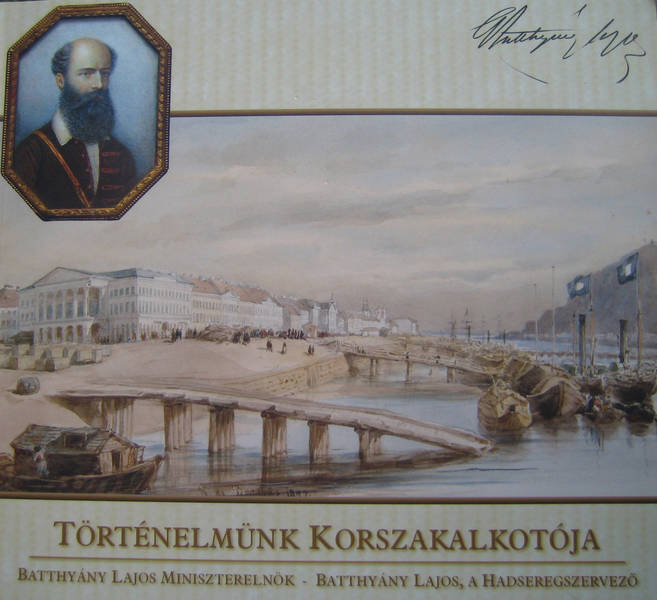 Batthyány Lajos
TÖRTÉNELMÜNK KORSZAKALKOTÓJA
BATTHYÁNY LAJOS MINISZTERELNÖK - BATTHYÁNY LAJOS, A HADSEREGSZERVEZŐ